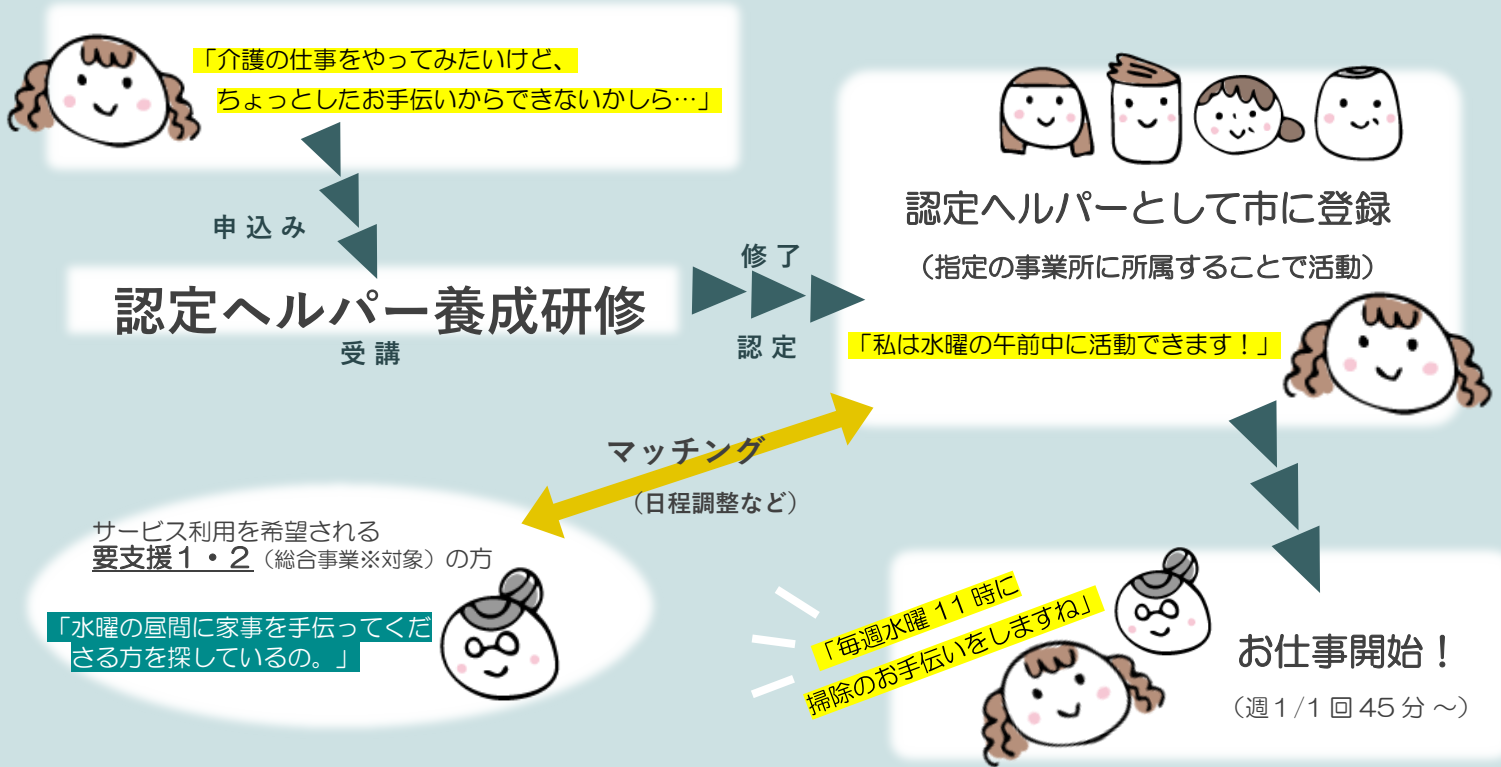 「介護の仕事をやってみたいけど、
ちょっとしたお手伝いからできないかしら…」
申込み
認定ヘルパー養成研修
受講
修了
認定
認定ヘルパーとして市に登録
（指定の事業所に所属することで活動）
「私は水曜の午前中に活動できます！」
マッチング
（日程調整など）
サービス利用を希望される
要支援１・２（総合事業※対象）の方
「水曜の昼間に家事を手伝ってくだ
さる方を探しているの。」
「毎週水曜 11 時に
掃除のお手伝いをしますね」
お仕事開始！
（週１/１回 45 分 ～）